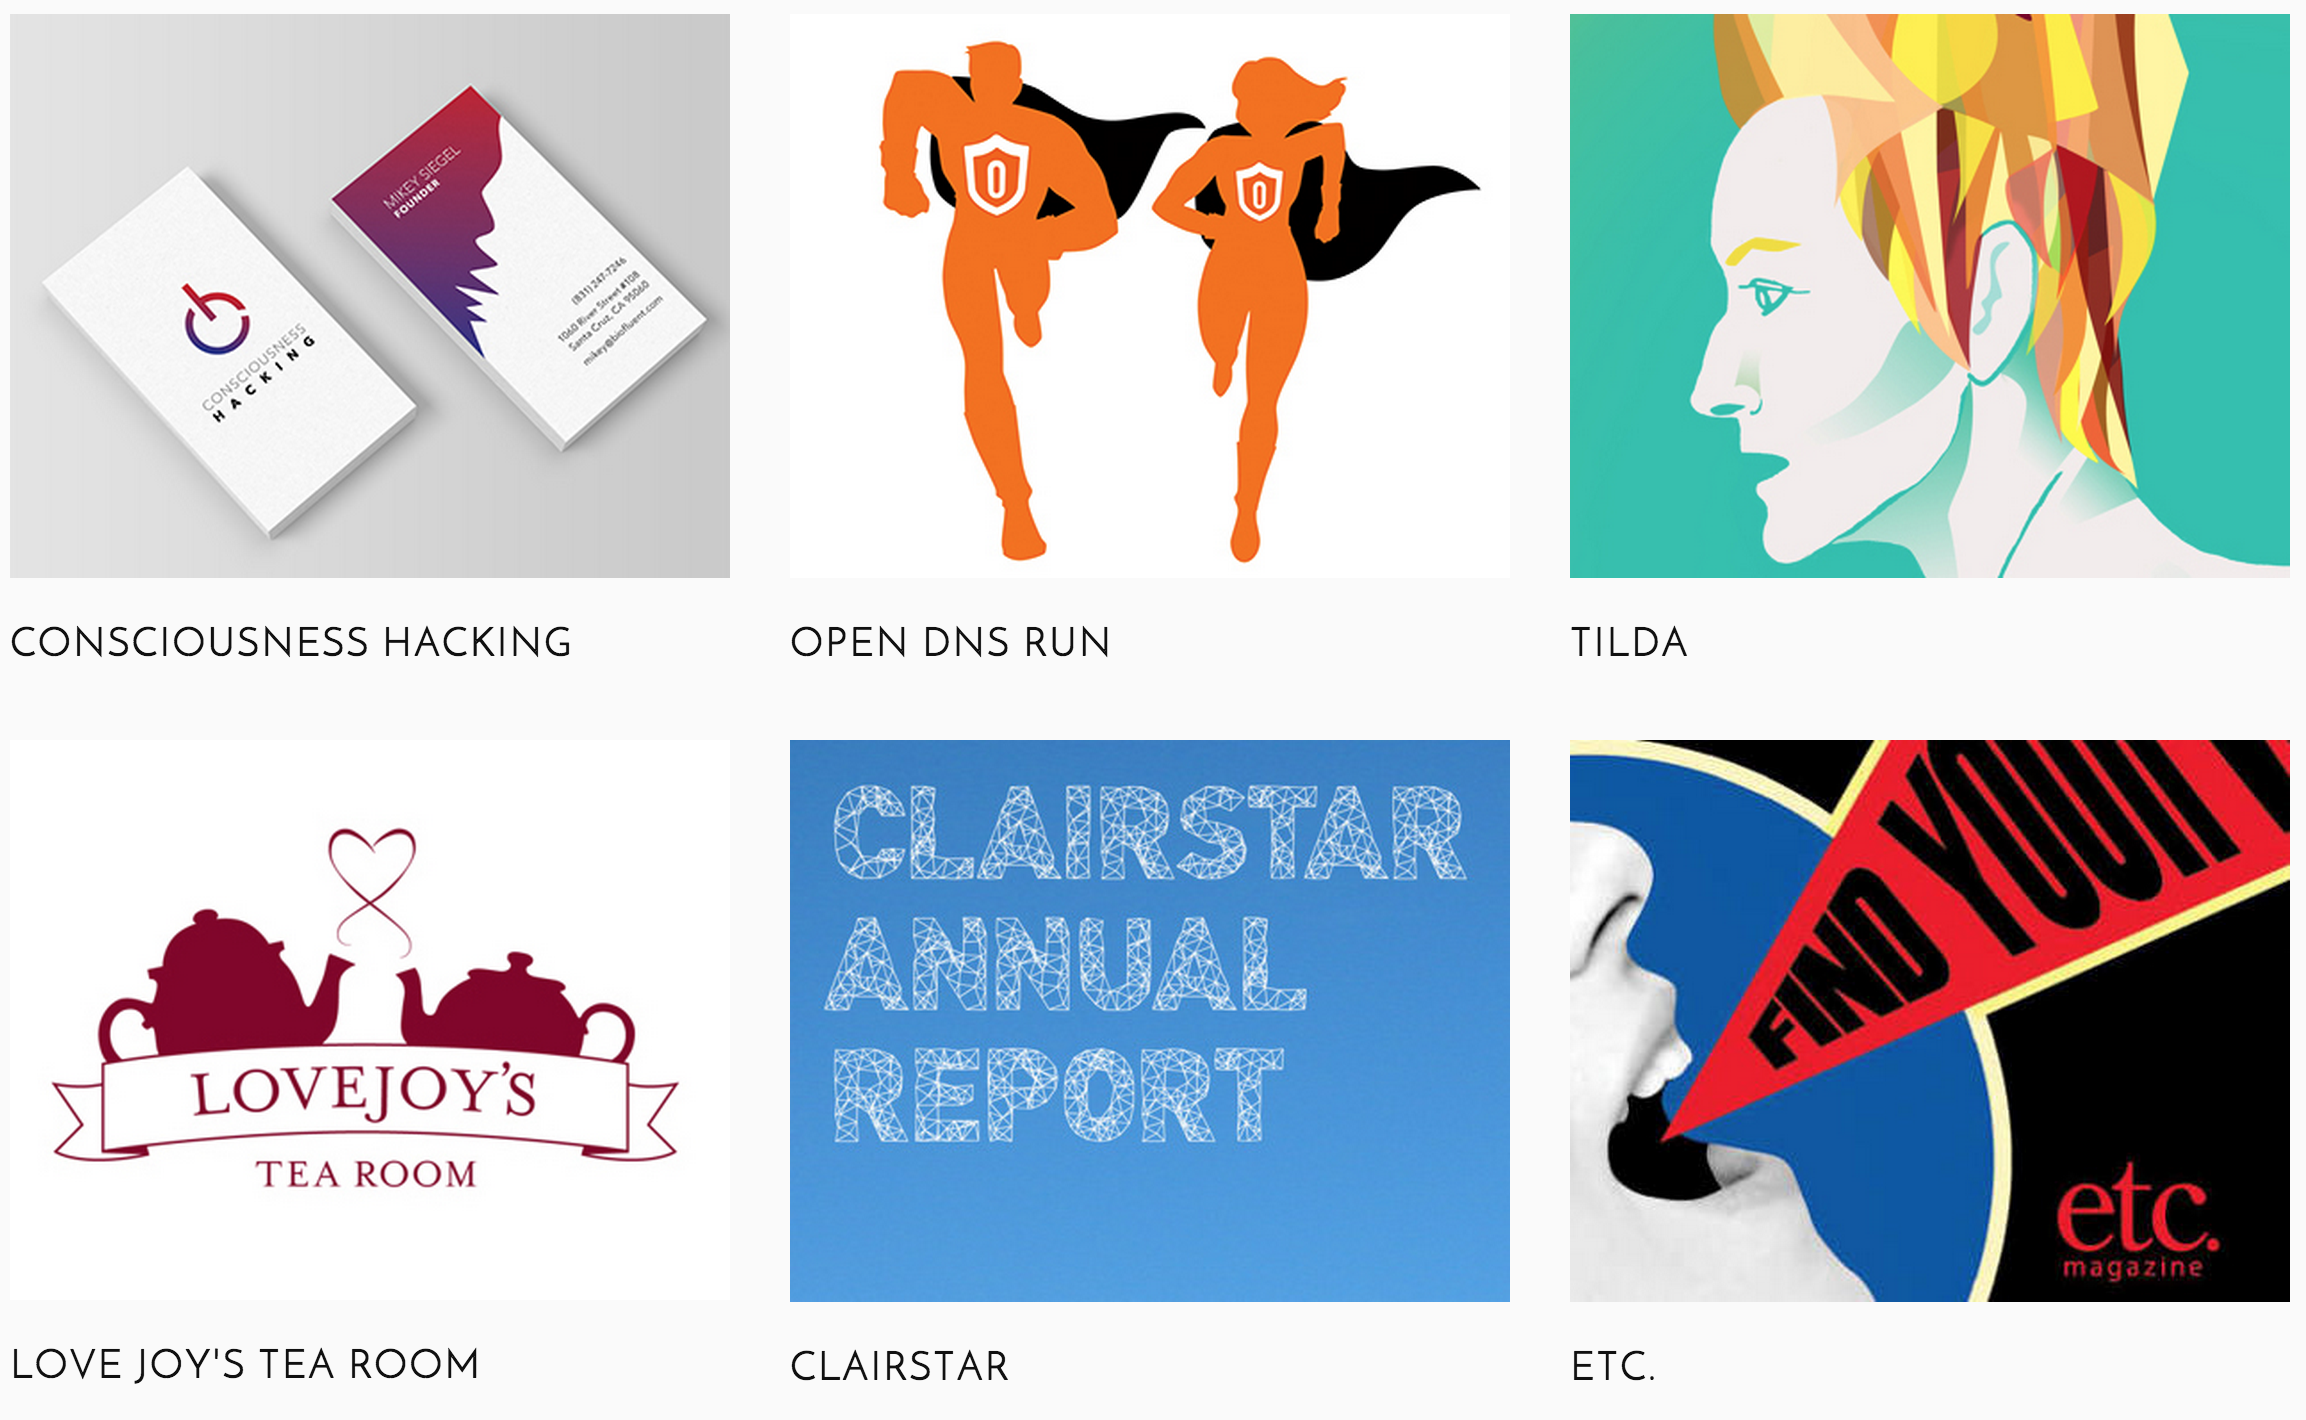 CONSCIOUSNESS
HACKING
MIKEY SIEGEL
FOUNDER
(831) 247-7246
1060 River Street #108
Santa Cruz, CA 95060
mikey@biofluent.com
0
0
CONSCIOUSNESS HACKING
OPEN DNS RUN
TILDA
LOVEJOY'S
TEA ROOM
CLAIRSTAR
ANNUAL
REPORT
FIND YOUR
etc.
magazine
LOVE JOY'S TEA ROOM
CLAIRSTAR
ETC.